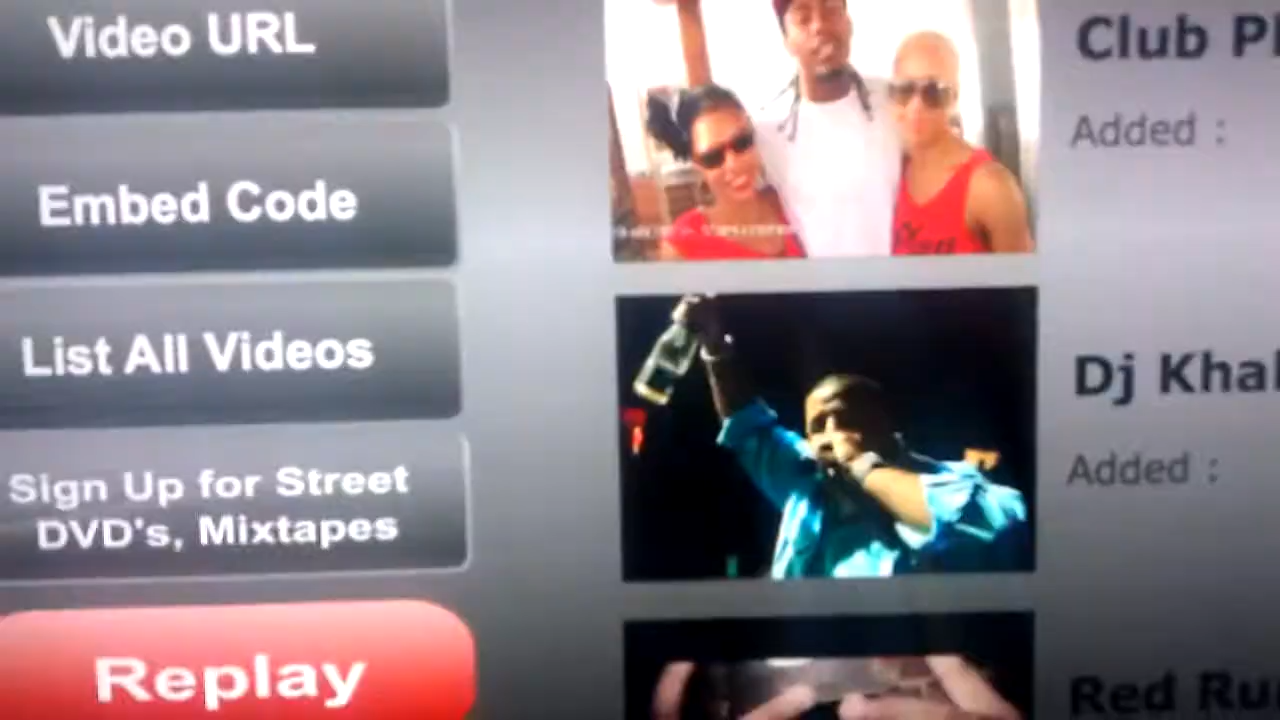 Video URL
Embed Code
List All Videos
Sign Up for Street
DVD's, Mixtapes
Replay
Club
Added :
Dj Khal
Added :
Red Ru